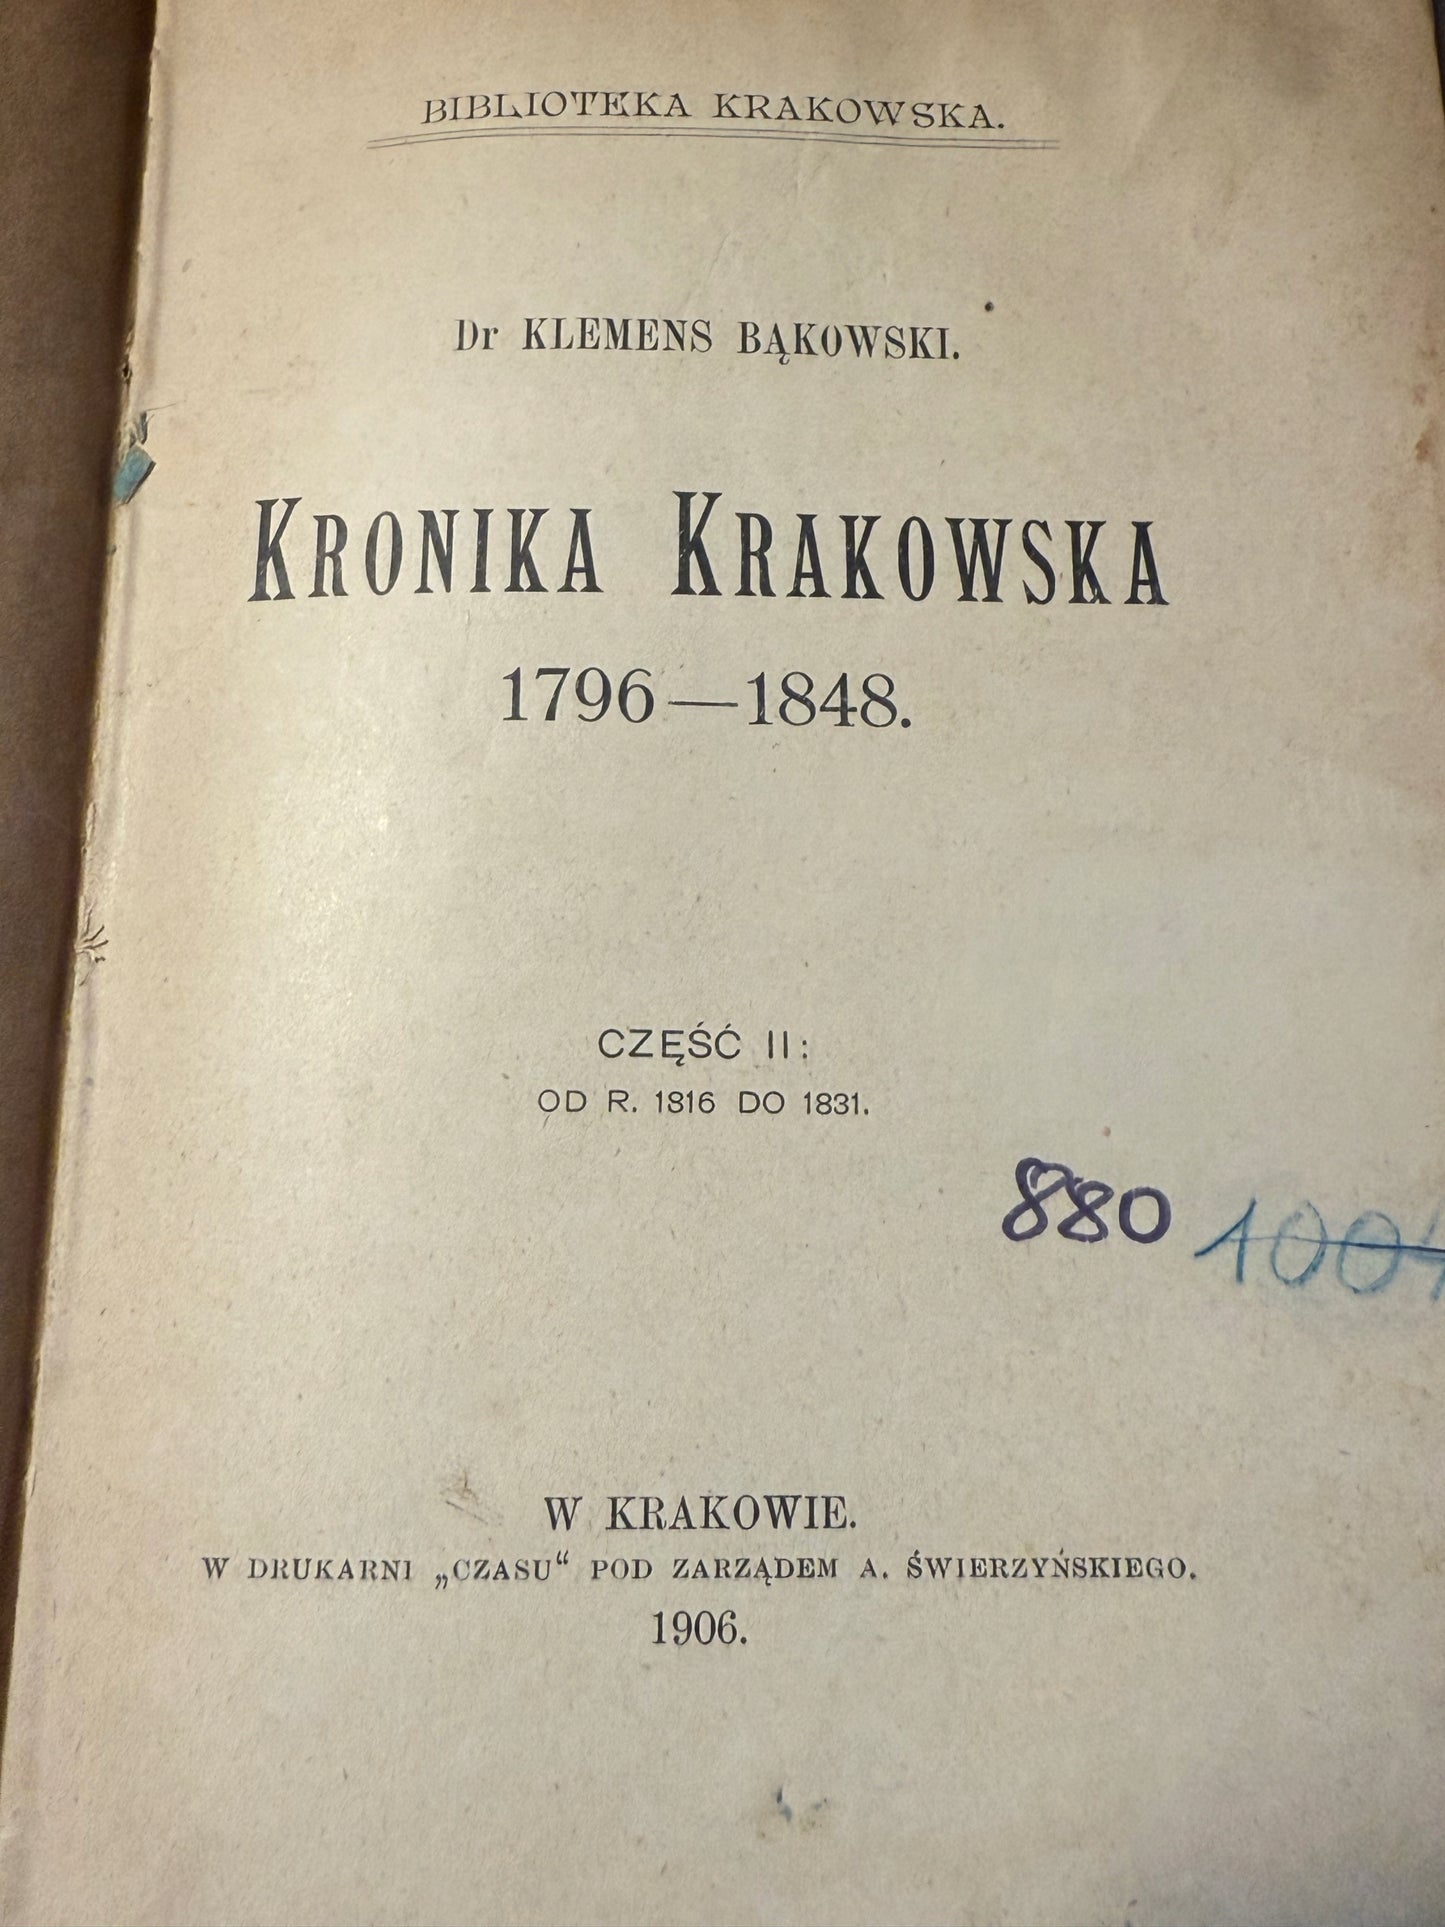 BIBLIOTEKA KRAKOWSKA.
Dr KLEMENS BĄKOWSKI.
KRONIKA KRAKOWSKA
1796—1848.
CZĘŚĆ II:
OD R. 1816 DO 1831.
880 1004
W KRAKOWIE.
W DRUKARNI „CZASU“ POD ZARZĄDEM A. ŚWIERZYŃSKIEGO.
1906.